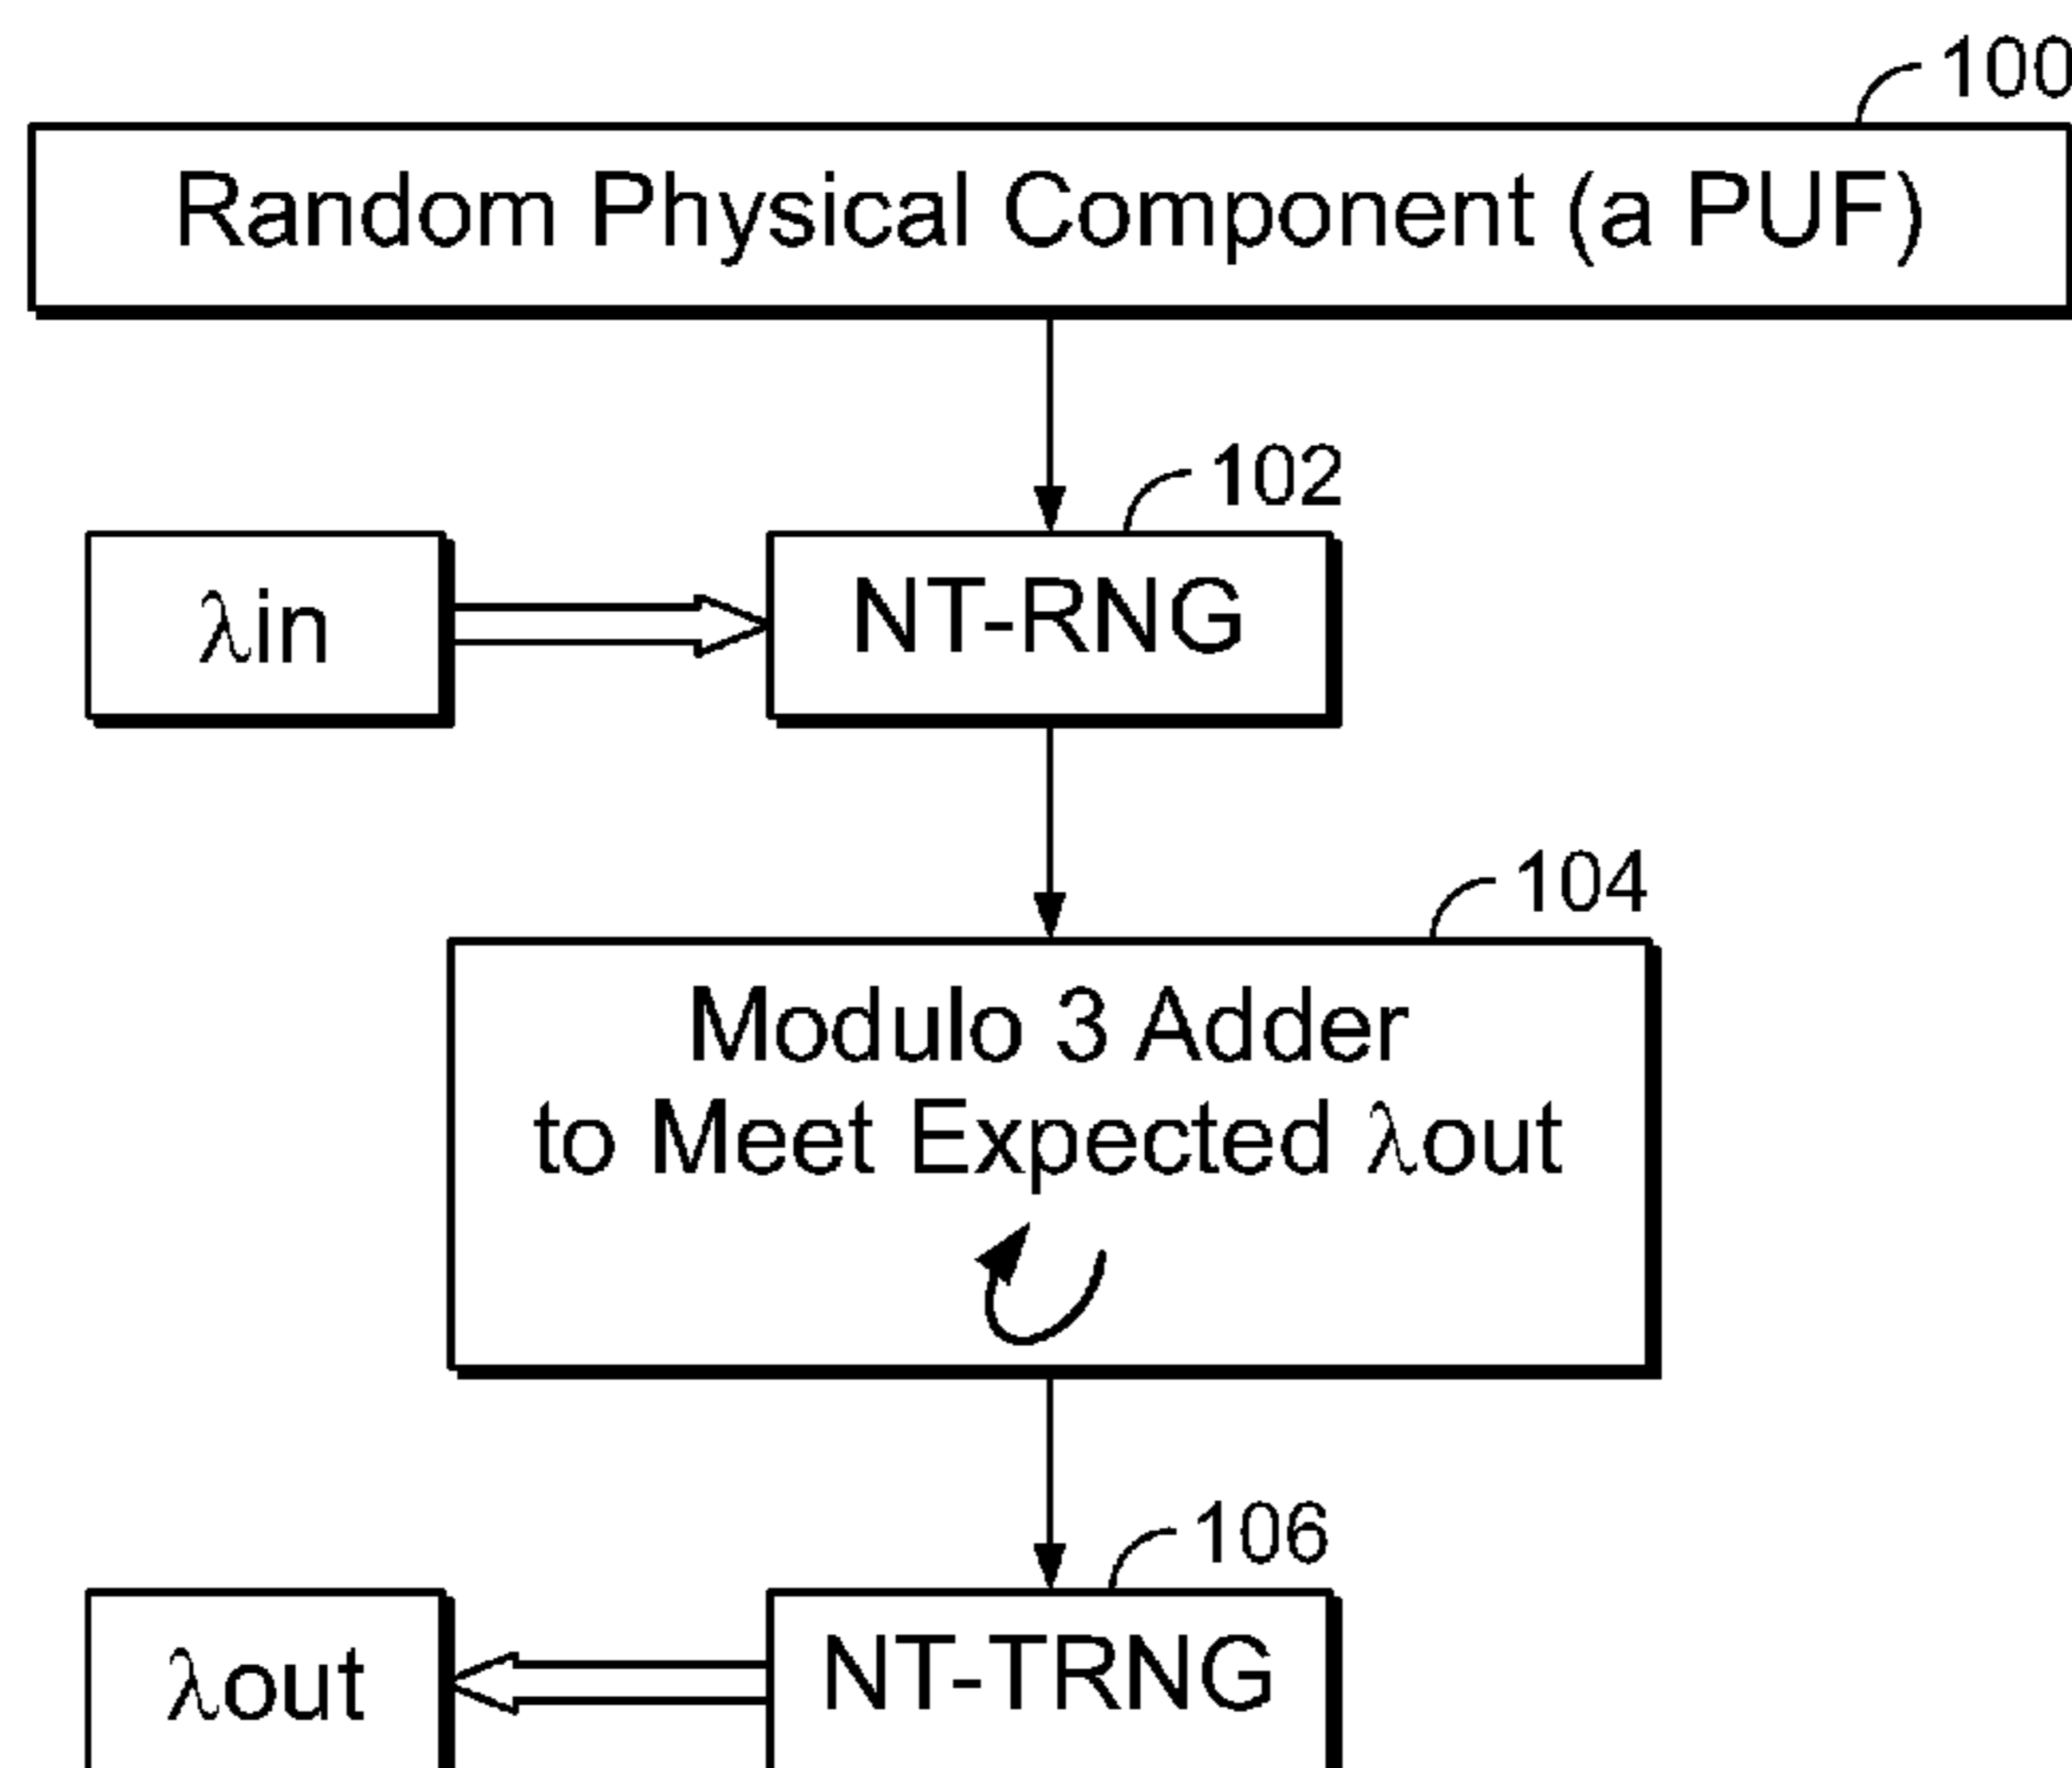 100
Random Physical Component (a PUF)
102
λin
NT-RNG
104
Modulo 3 Adder
to Meet Expected λout
106
λout
NT-TRNG